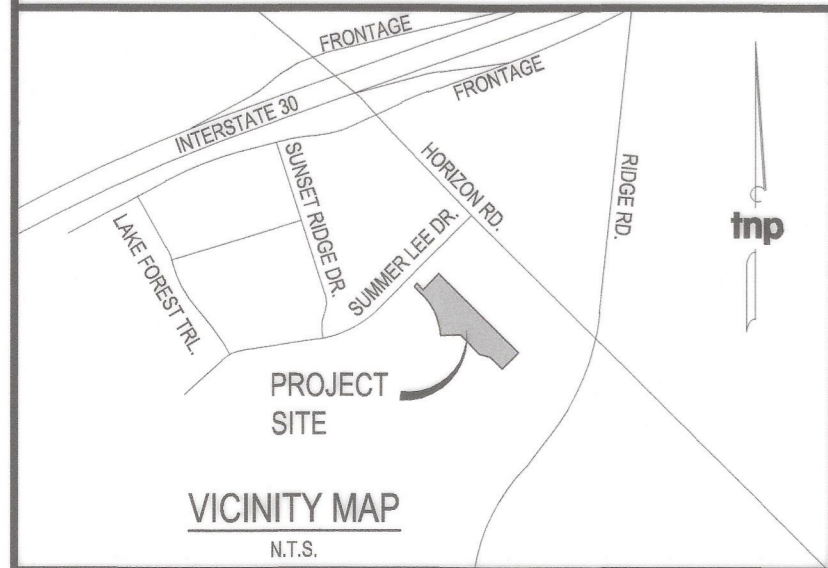 FRONTAGE
INTERSTATE 30
FRONTAGE
SUNSET RIDGE DR.
HORIZON RD.
RIDGE RD.
LAKE FOREST TRL.
SUMMER LEE DR.
tnp
PROJECT
SITE
VICINITY MAP
N.T.S.